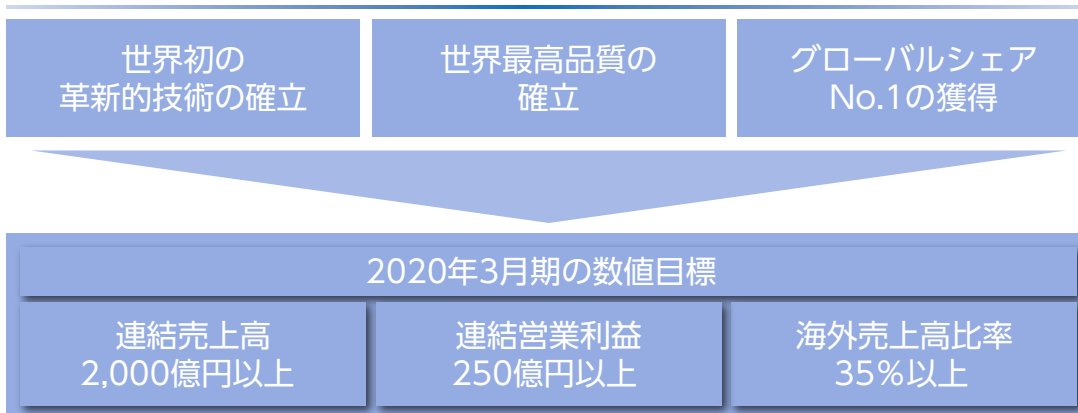 世界初の
革新的技術の確立
世界最高品質の
確立
グローバルシェア
No.1の獲得
2020年3月期の数値目標
連結売上高
2,000億円以上
連結営業利益
250億円以上
海外売上高比率
35%以上